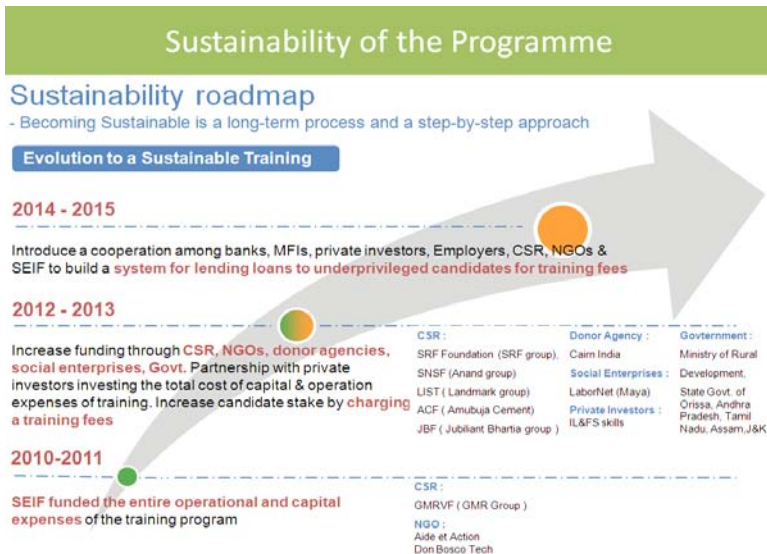 Sustainability of the Programme
Sustainability roadmap
- Becoming Sustainable is a long-term process and a step-by-step approach
Evolution to a Sustainable Training
2014 - 2015
Introduce a cooperation among banks, MFIs, private investors, Employers, CSR, NGOs &
SEIF to build a system for lending loans to underprivileged candidates for training fees
2012 - 2013
Increase funding through CSR, NGOs, donor agencies,
social enterprises, Govt. Partnership with private
investors investing the total cost of capital & operation
expenses of training. Increase candidate stake by charging
a training fees
CSR :
SRF Foundation (SRF group),
SNSF (Anand group)
LIST ( Landmark group)
ACF ( Amubuja Cement)
JBF ( Jubiliant Bhartia group )
Donor Agency :
Cairn India
Social Enterprises :
LaborNet (Maya)
Private Investors :
IL&FS skills
Govternment :
Ministry of Rural
Development,
State Govt. of
Orissa, Andhra
Pradesh, Tamil
Nadu, Assam,J&K
2010-2011
SEIF funded the entire operational and capital
expenses of the training program
CSR :
GMRVF ( GMR Group )
NGO :
Aide et Action
Don Bosco Tech